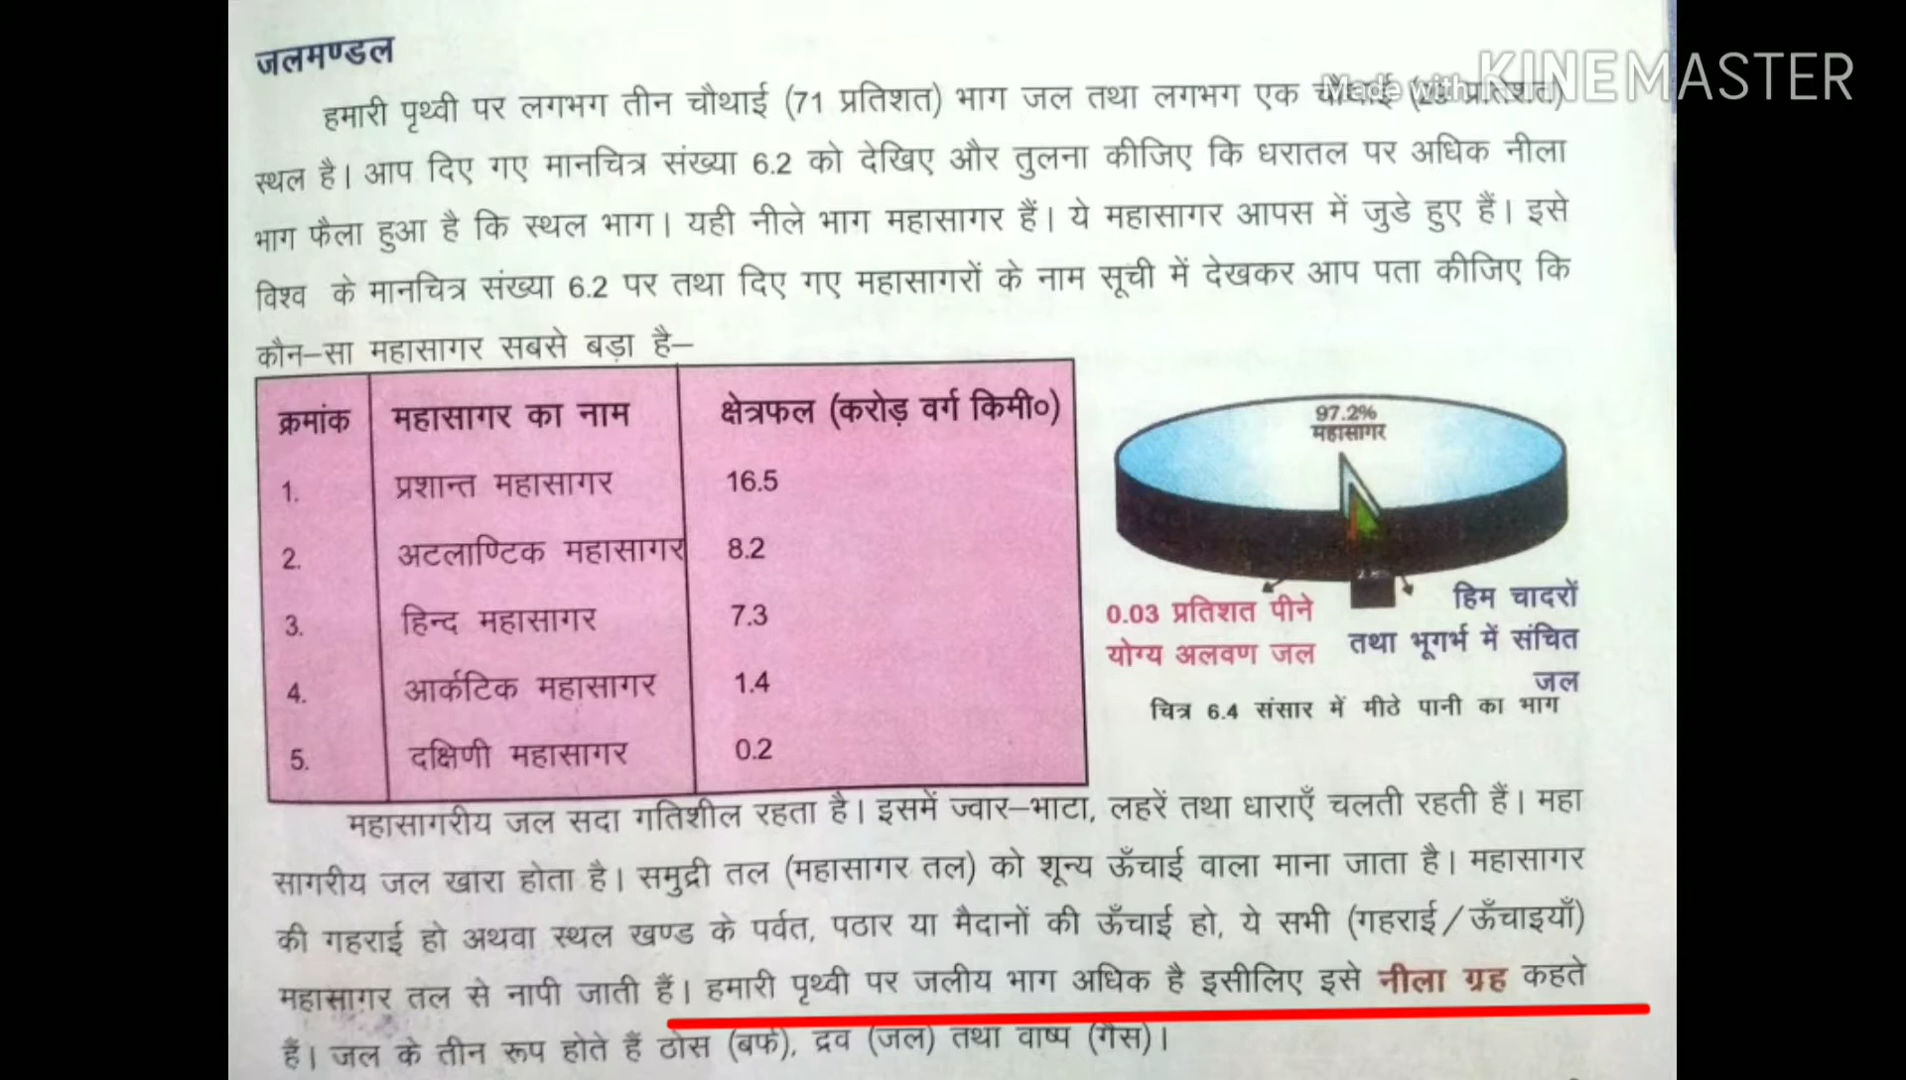 जलमण्डल
Made with KINEMASTER
हमारी पृथ्वी पर लगभग तीन चौथाई (71 प्रतिशत) भाग जल तथा लगभग एक चौथाई (29 प्रतिशत)
स्थल है। आप दिए गए मानचित्र संख्या 6.2 को देखिए और तुलना कीजिए कि धरातल पर अधिक नीला
भाग फैला हुआ है कि स्थल भाग। यही नीले भाग महासागर हैं। ये महासागर आपस में जुडे हुए हैं। इसे
विश्व के मानचित्र संख्या 6.2 पर तथा दिए गए महासागरों के नाम सूची में देखकर आप पता कीजिए कि
कौन–सा महासागर सबसे बड़ा है–
क्रमांक महासागर का नाम क्षेत्रफल (करोड़ वर्ग किमी०)
1. प्रशान्त महासागर 16.5
2. अटलाण्टिक महासागर 8.2
3. हिन्द महासागर 7.3
4. आर्कटिक महासागर 1.4
5. दक्षिणी महासागर 0.2
97.2%
महासागर
0.03 प्रतिशत पीने
योग्य अलवण जल
हिम चादरों
तथा भूगर्भ में संचित
जल
चित्र 6.4 संसार में मीठे पानी का भाग
महासागरीय जल सदा गतिशील रहता है। इसमें ज्वार–भाटा, लहरें तथा धाराएँ चलती रहती हैं। महा
सागरीय जल खारा होता है। समुद्री तल (महासागर तल) को शून्य ऊँचाई वाला माना जाता है। महासागर
की गहराई हो अथवा स्थल खण्ड के पर्वत, पठार या मैदानों की ऊँचाई हो, ये सभी (गहराई/ऊँचाइयाँ)
महासागर तल से नापी जाती हैं। हमारी पृथ्वी पर जलीय भाग अधिक है इसीलिए इसे नीला ग्रह कहते
हैं। जल के तीन रूप होते हैं ठोस (बर्फ), द्रव (जल) तथा वाष्प (गैस)।